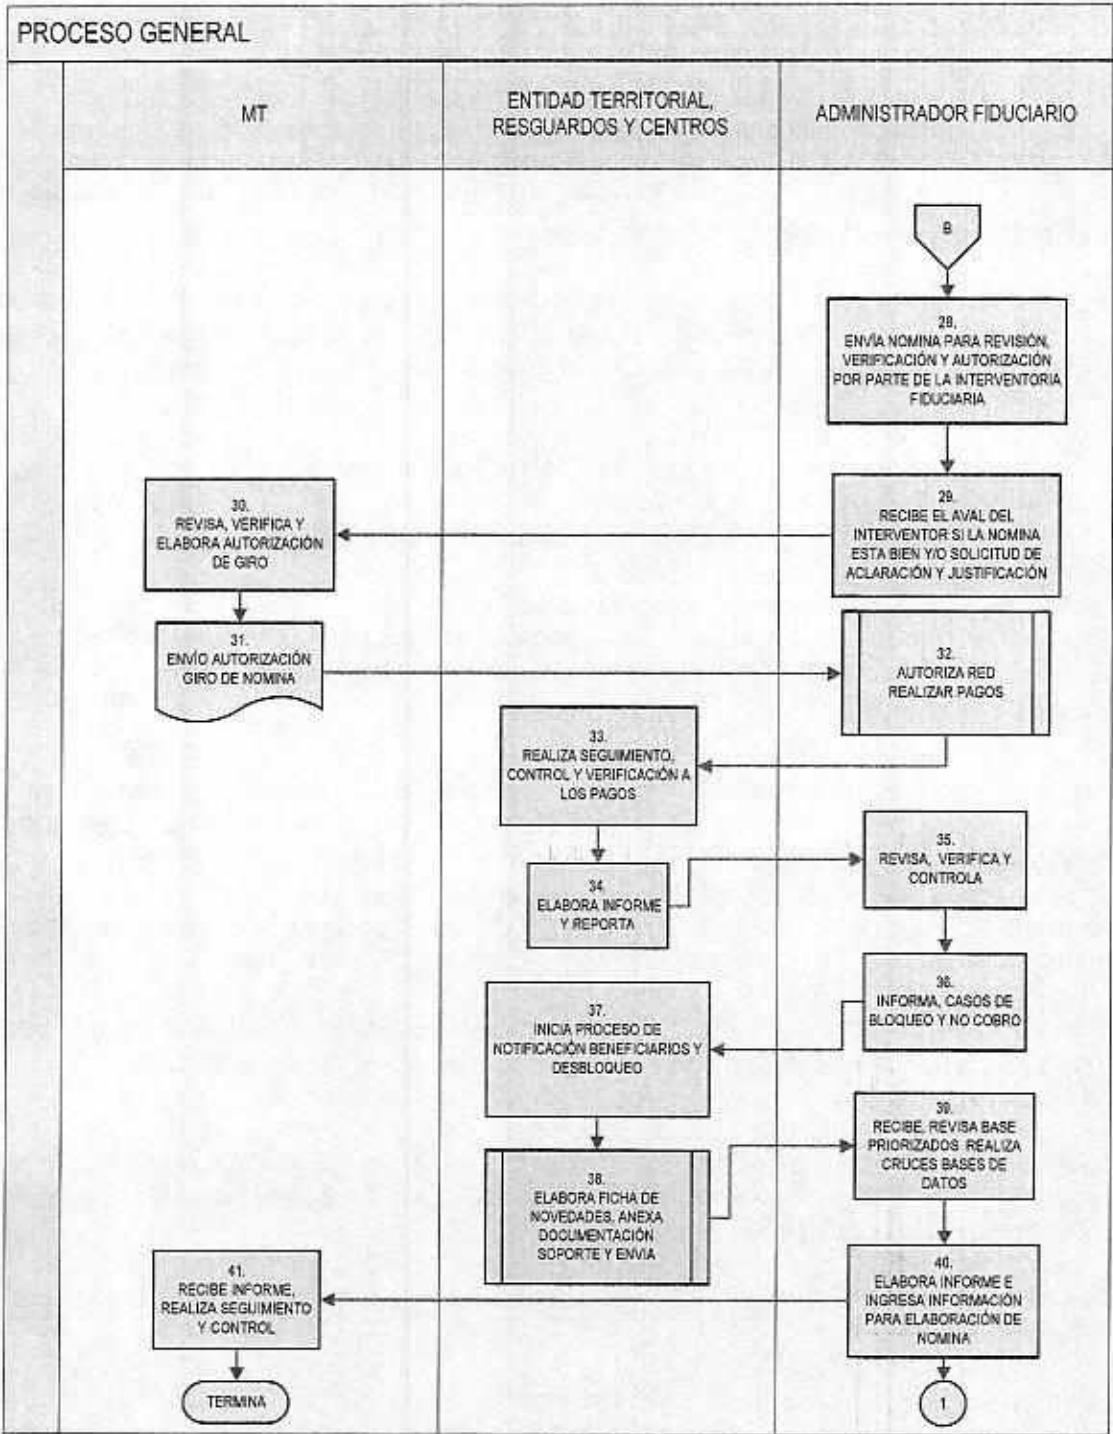 PROCESO GENERAL
MT
ENTIDAD TERRITORIAL,
RESGUARDOS Y CENTROS
ADMINISTRADOR FIDUCIARIO
B
28.
ENVÍA NOMINA PARA REVISIÓN,
VERIFICACIÓN Y AUTORIZACIÓN
POR PARTE DE LA INTERVENTORIA
FIDUCIARIA
29.
RECIBE EL AVAL DEL
INTERVENTOR SI LA NOMINA
ESTA BIEN Y/O SOLICITUD DE
ACLARACIÓN Y JUSTIFICACIÓN
30.
REVISA, VERIFICA Y
ELABORA AUTORIZACIÓN
DE GIRO
31.
ENVÍO AUTORIZACIÓN
GIRO DE NOMINA
32.
AUTORIZA RED
REALIZAR PAGOS
33.
REALIZA SEGUIMIENTO,
CONTROL Y VERIFICACIÓN A
LOS PAGOS
34.
ELABORA INFORME
Y REPORTA
35.
REVISA, VERIFICA Y
CONTROLA
36.
INFORMA, CASOS DE
BLOQUEO Y NO COBRO
37.
INICIA PROCESO DE
NOTIFICACIÓN BENEFICIARIOS Y
DESBLOQUEO
38.
ELABORA FICHA DE
NOVEDADES, ANEXA
DOCUMENTACIÓN
SOPORTE Y ENVIA
39.
RECIBE, REVISA BASE
PRIORIZADOS REALIZA
CRUCES BASES DE
DATOS
40.
ELABORA INFORME E
INGRESA INFORMACIÓN
PARA ELABORACIÓN DE
NOMINA
41.
RECIBE INFORME,
REALIZA SEGUIMIENTO
Y CONTROL
TERMINA
1